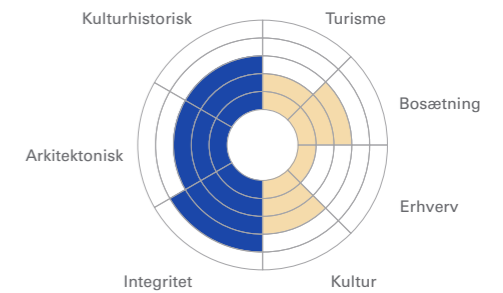 Kulturhistorisk
Turisme
Bosætning
Arkitektonisk
Erhverv
Integritet
Kultur